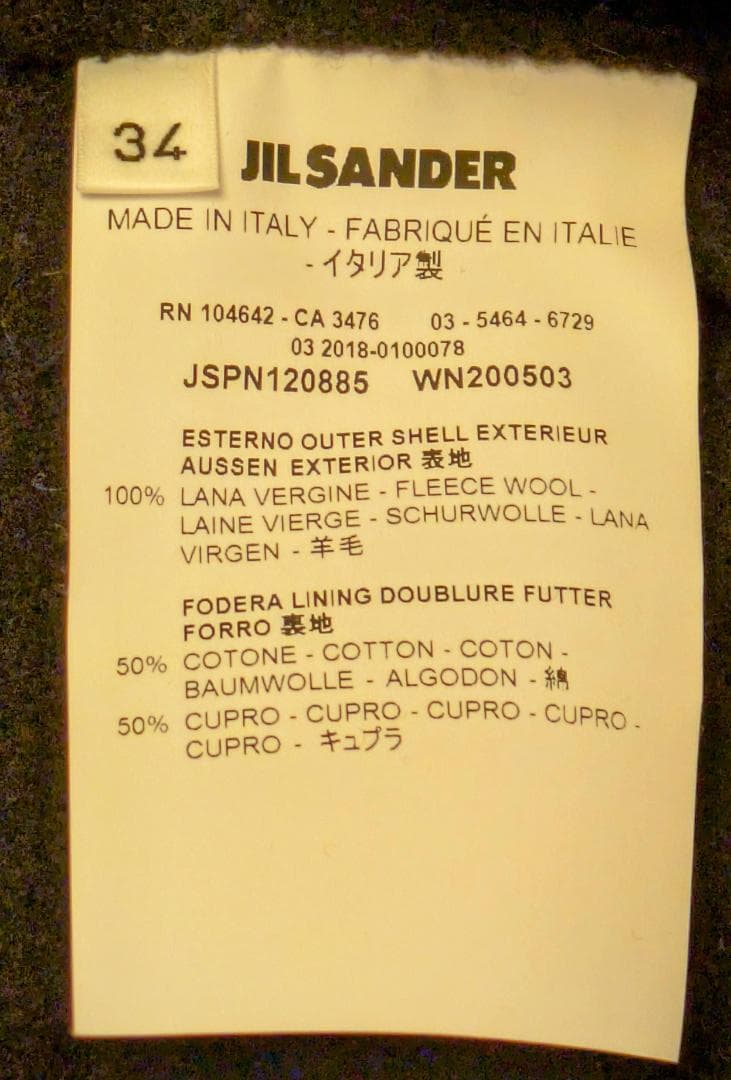 34
JIL SANDER
MADE IN ITALY - FABRIQUÉ EN ITALIE
- イタリア製
RN 104642 - CA 3476 03 - 5464 - 6729
03 2018-0100078
JSPN120885 WN200503
ESTERNO OUTER SHELL EXTERIEUR
AUSSEN EXTERIOR 表地
100% LANA VERGINE - FLEECE WOOL -
LAINE VIERGE - SCHURWOLLE - LANA
VIRGEN - 羊毛
FODERA LINING DOUBLURE FUTTER
FORRO 裏地
50% COTONE - COTTON - COTON -
BAUMWOLLE - ALGODON - 綿
50% CUPRO - CUPRO - CUPRO - CUPRO -
CUPRO - キュプラ